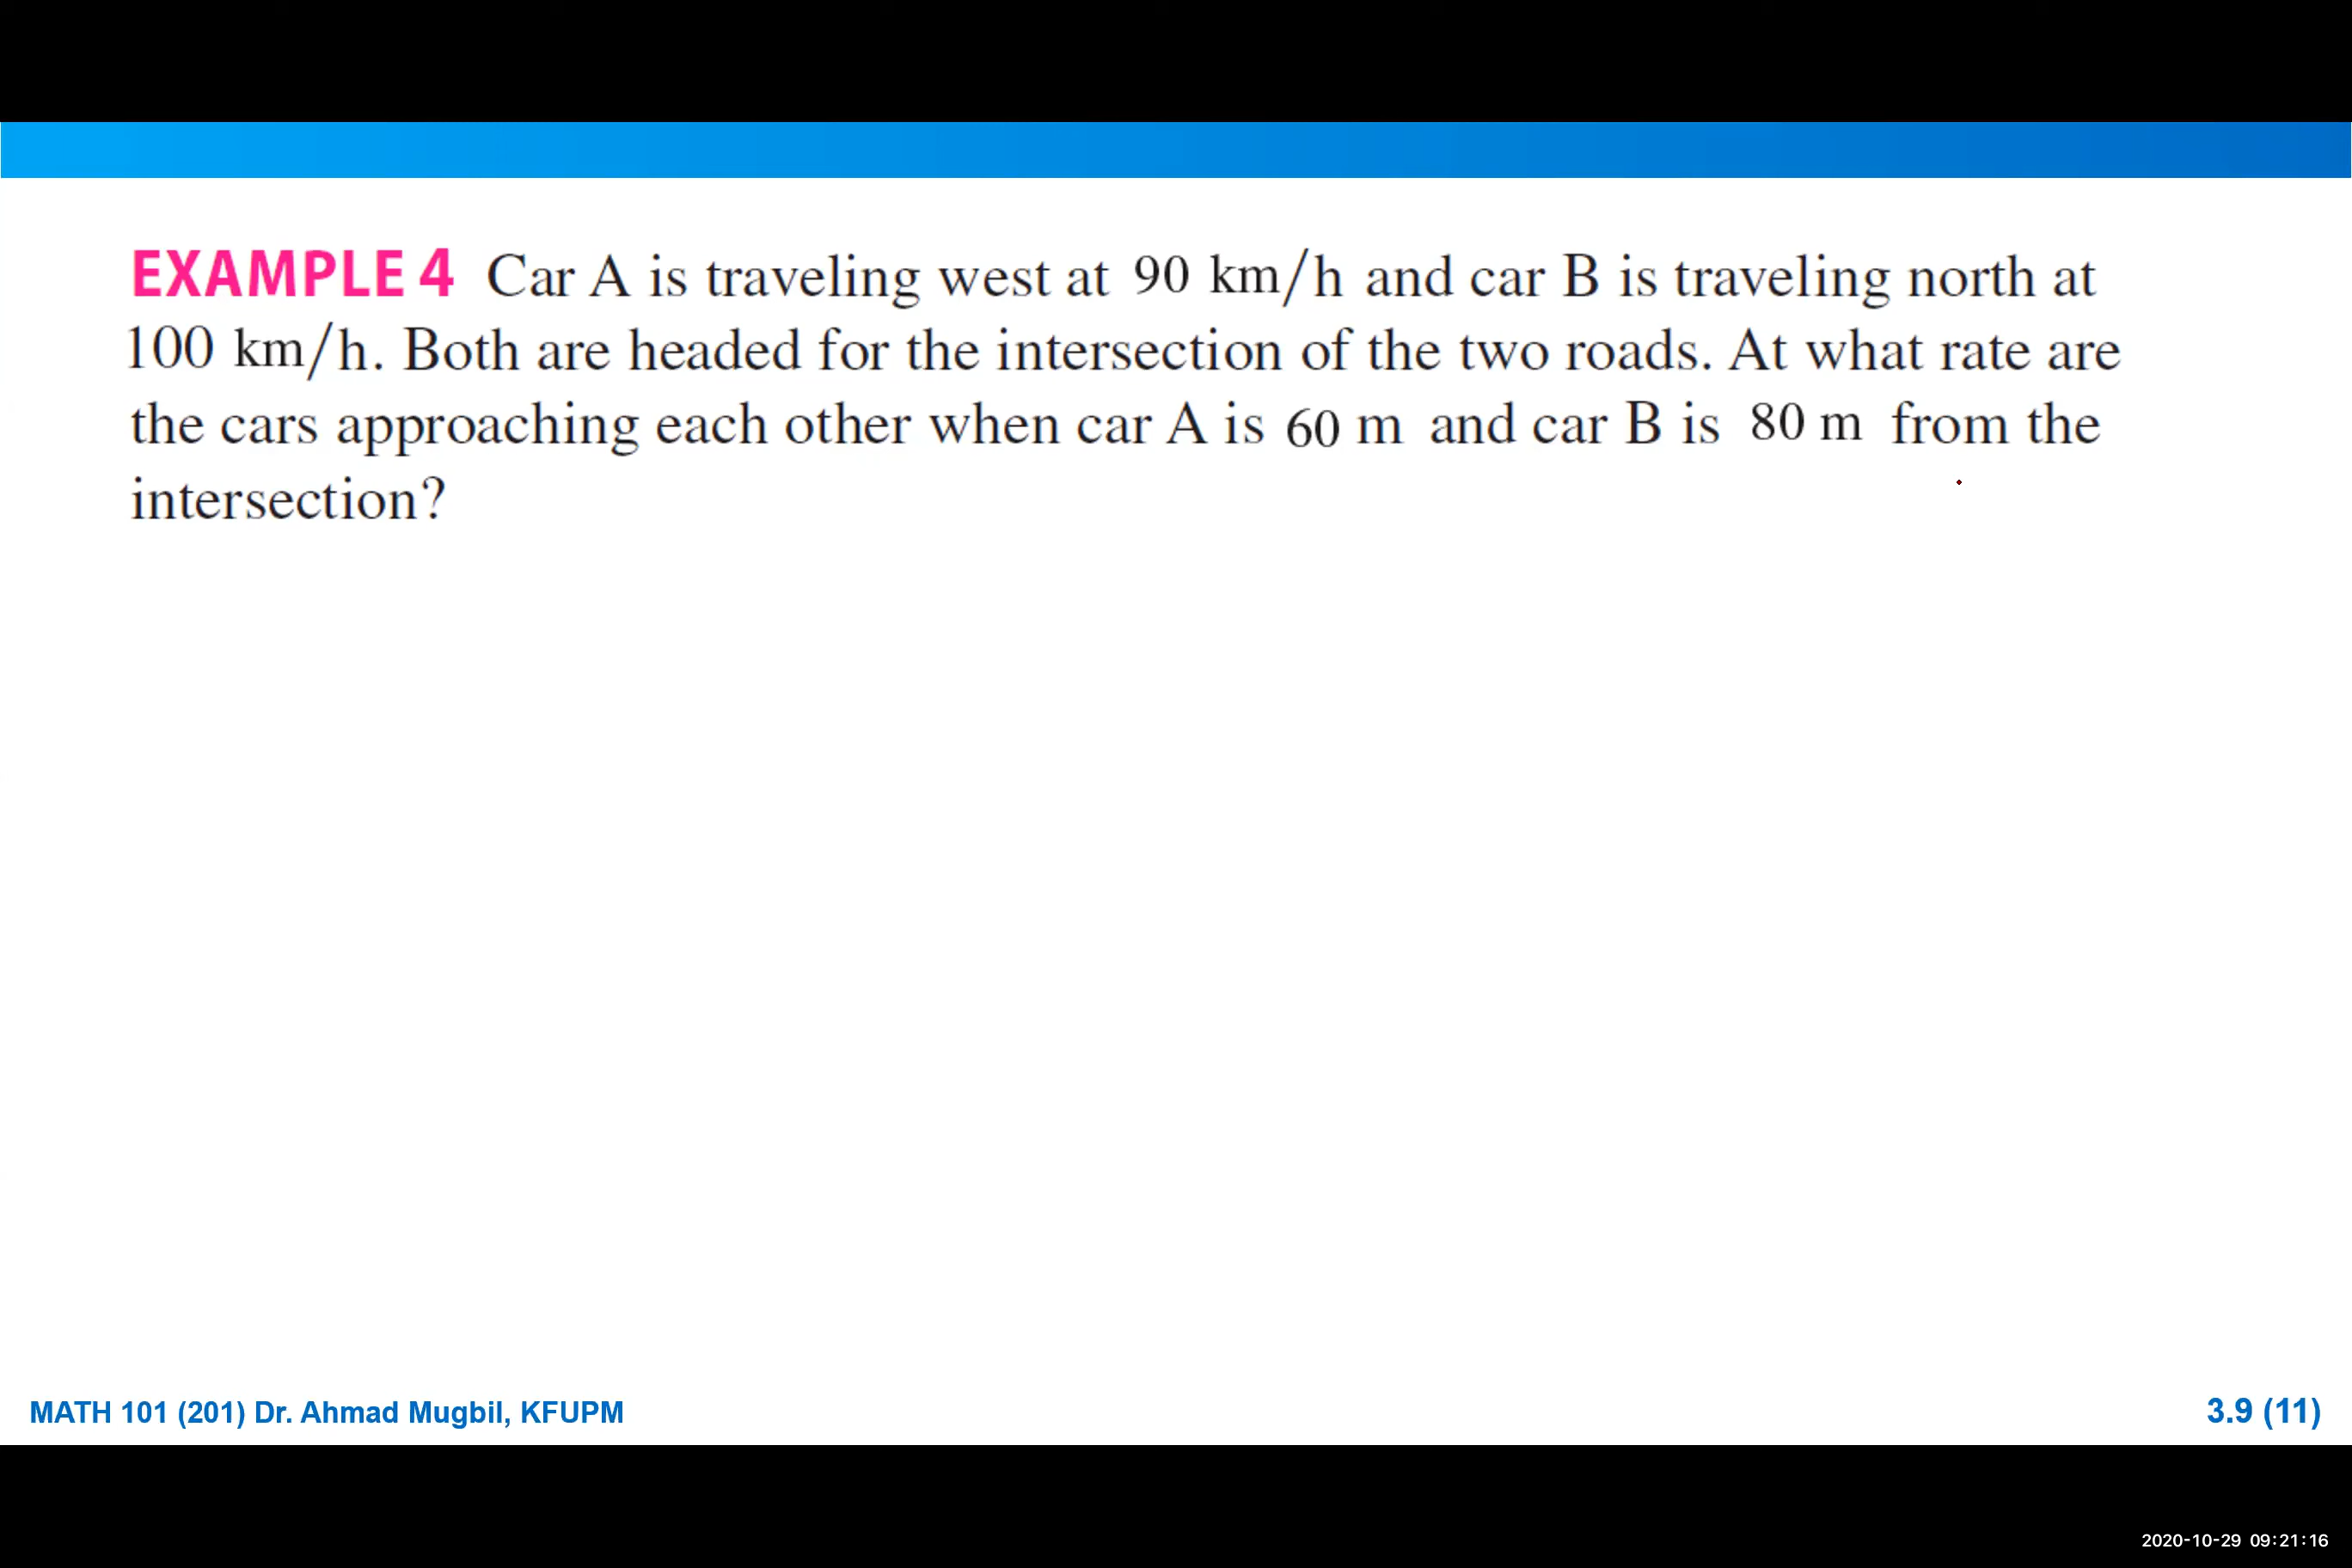 EXAMPLE 4 Car A is traveling west at 90 km/h and car B is traveling north at
100 km/h. Both are headed for the intersection of the two roads. At what rate are
the cars approaching each other when car A is 60 m and car B is 80 m from the
intersection?
MATH 101 (201) Dr. Ahmad Mugbil, KFUPM
3.9 (11)
2020-10-29 09:21:16